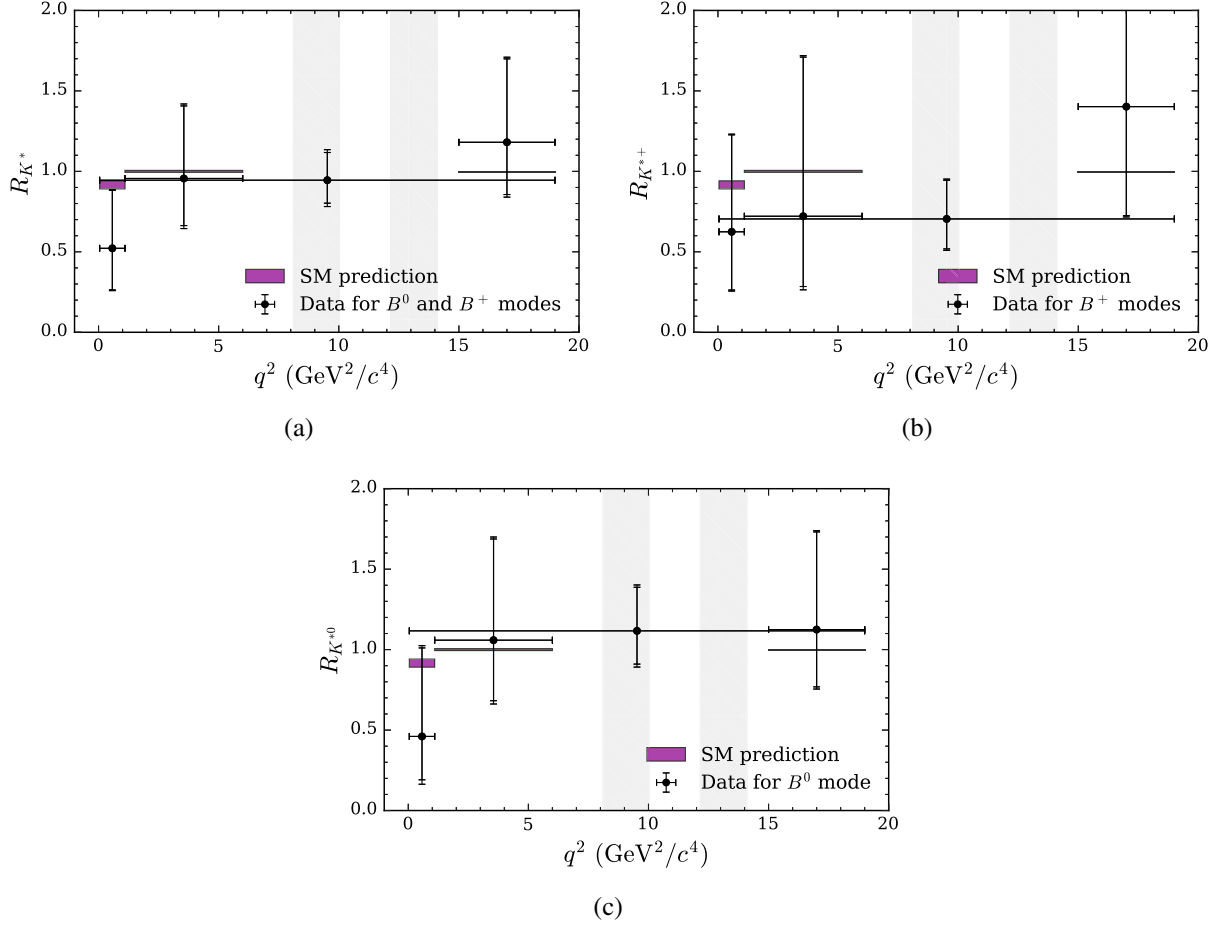 2.0
1.5
1.0
0.5
0.0
R_{K^*}
SM prediction
Data for B^0 and B^+ modes
0 5 10 15 20
q^2 (GeV^2/c^4)
(a)
2.0
1.5
1.0
0.5
0.0
R_{K^{*+}}
SM prediction
Data for B^+ modes
0 5 10 15 20
q^2 (GeV^2/c^4)
(b)
2.0
1.5
1.0
0.5
0.0
R_{K^{*0}}
SM prediction
Data for B^0 mode
0 5 10 15 20
q^2 (GeV^2/c^4)
(c)